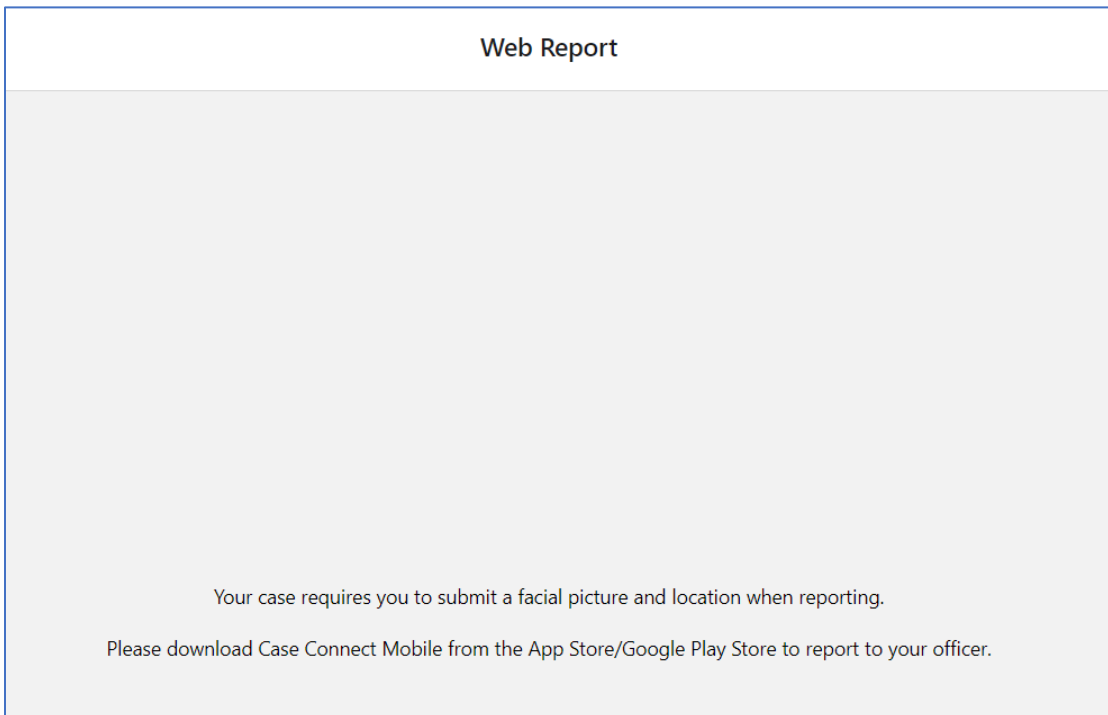 Web Report
Your case requires you to submit a facial picture and location when reporting.
Please download Case Connect Mobile from the App Store/Google Play Store to report to your officer.